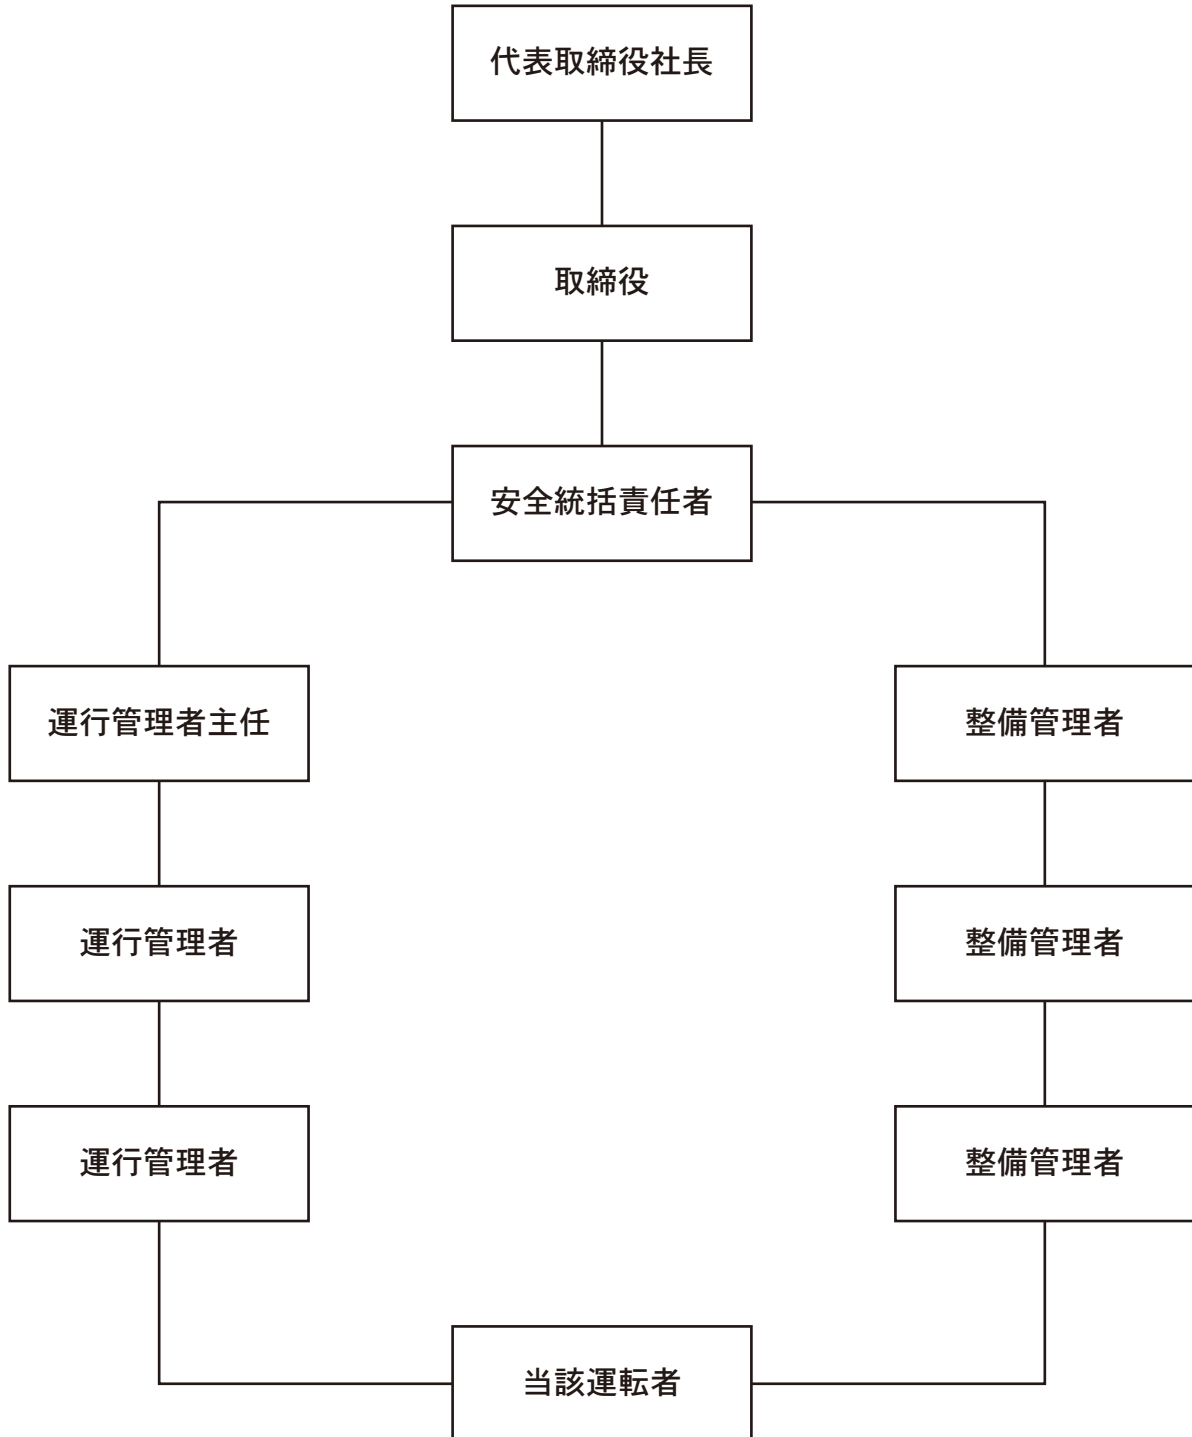 代表取締役社長
取締役
安全統括責任者
運行管理者主任
整備管理者
運行管理者
整備管理者
運行管理者
整備管理者
当該運転者